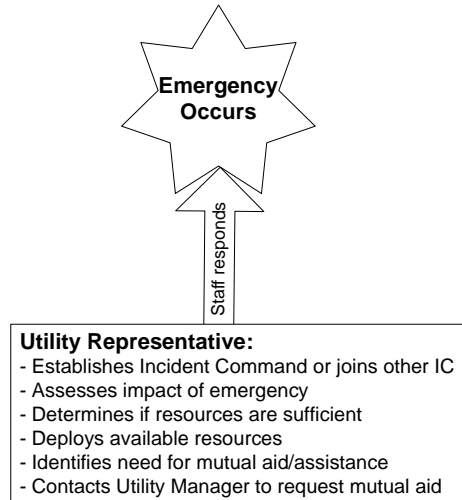 Emergency
Occurs
Staff responds
Utility Representative:
- Establishes Incident Command or joins other IC
- Assesses impact of emergency
- Determines if resources are sufficient
- Deploys available resources
- Identifies need for mutual aid/assistance
- Contacts Utility Manager to request mutual aid